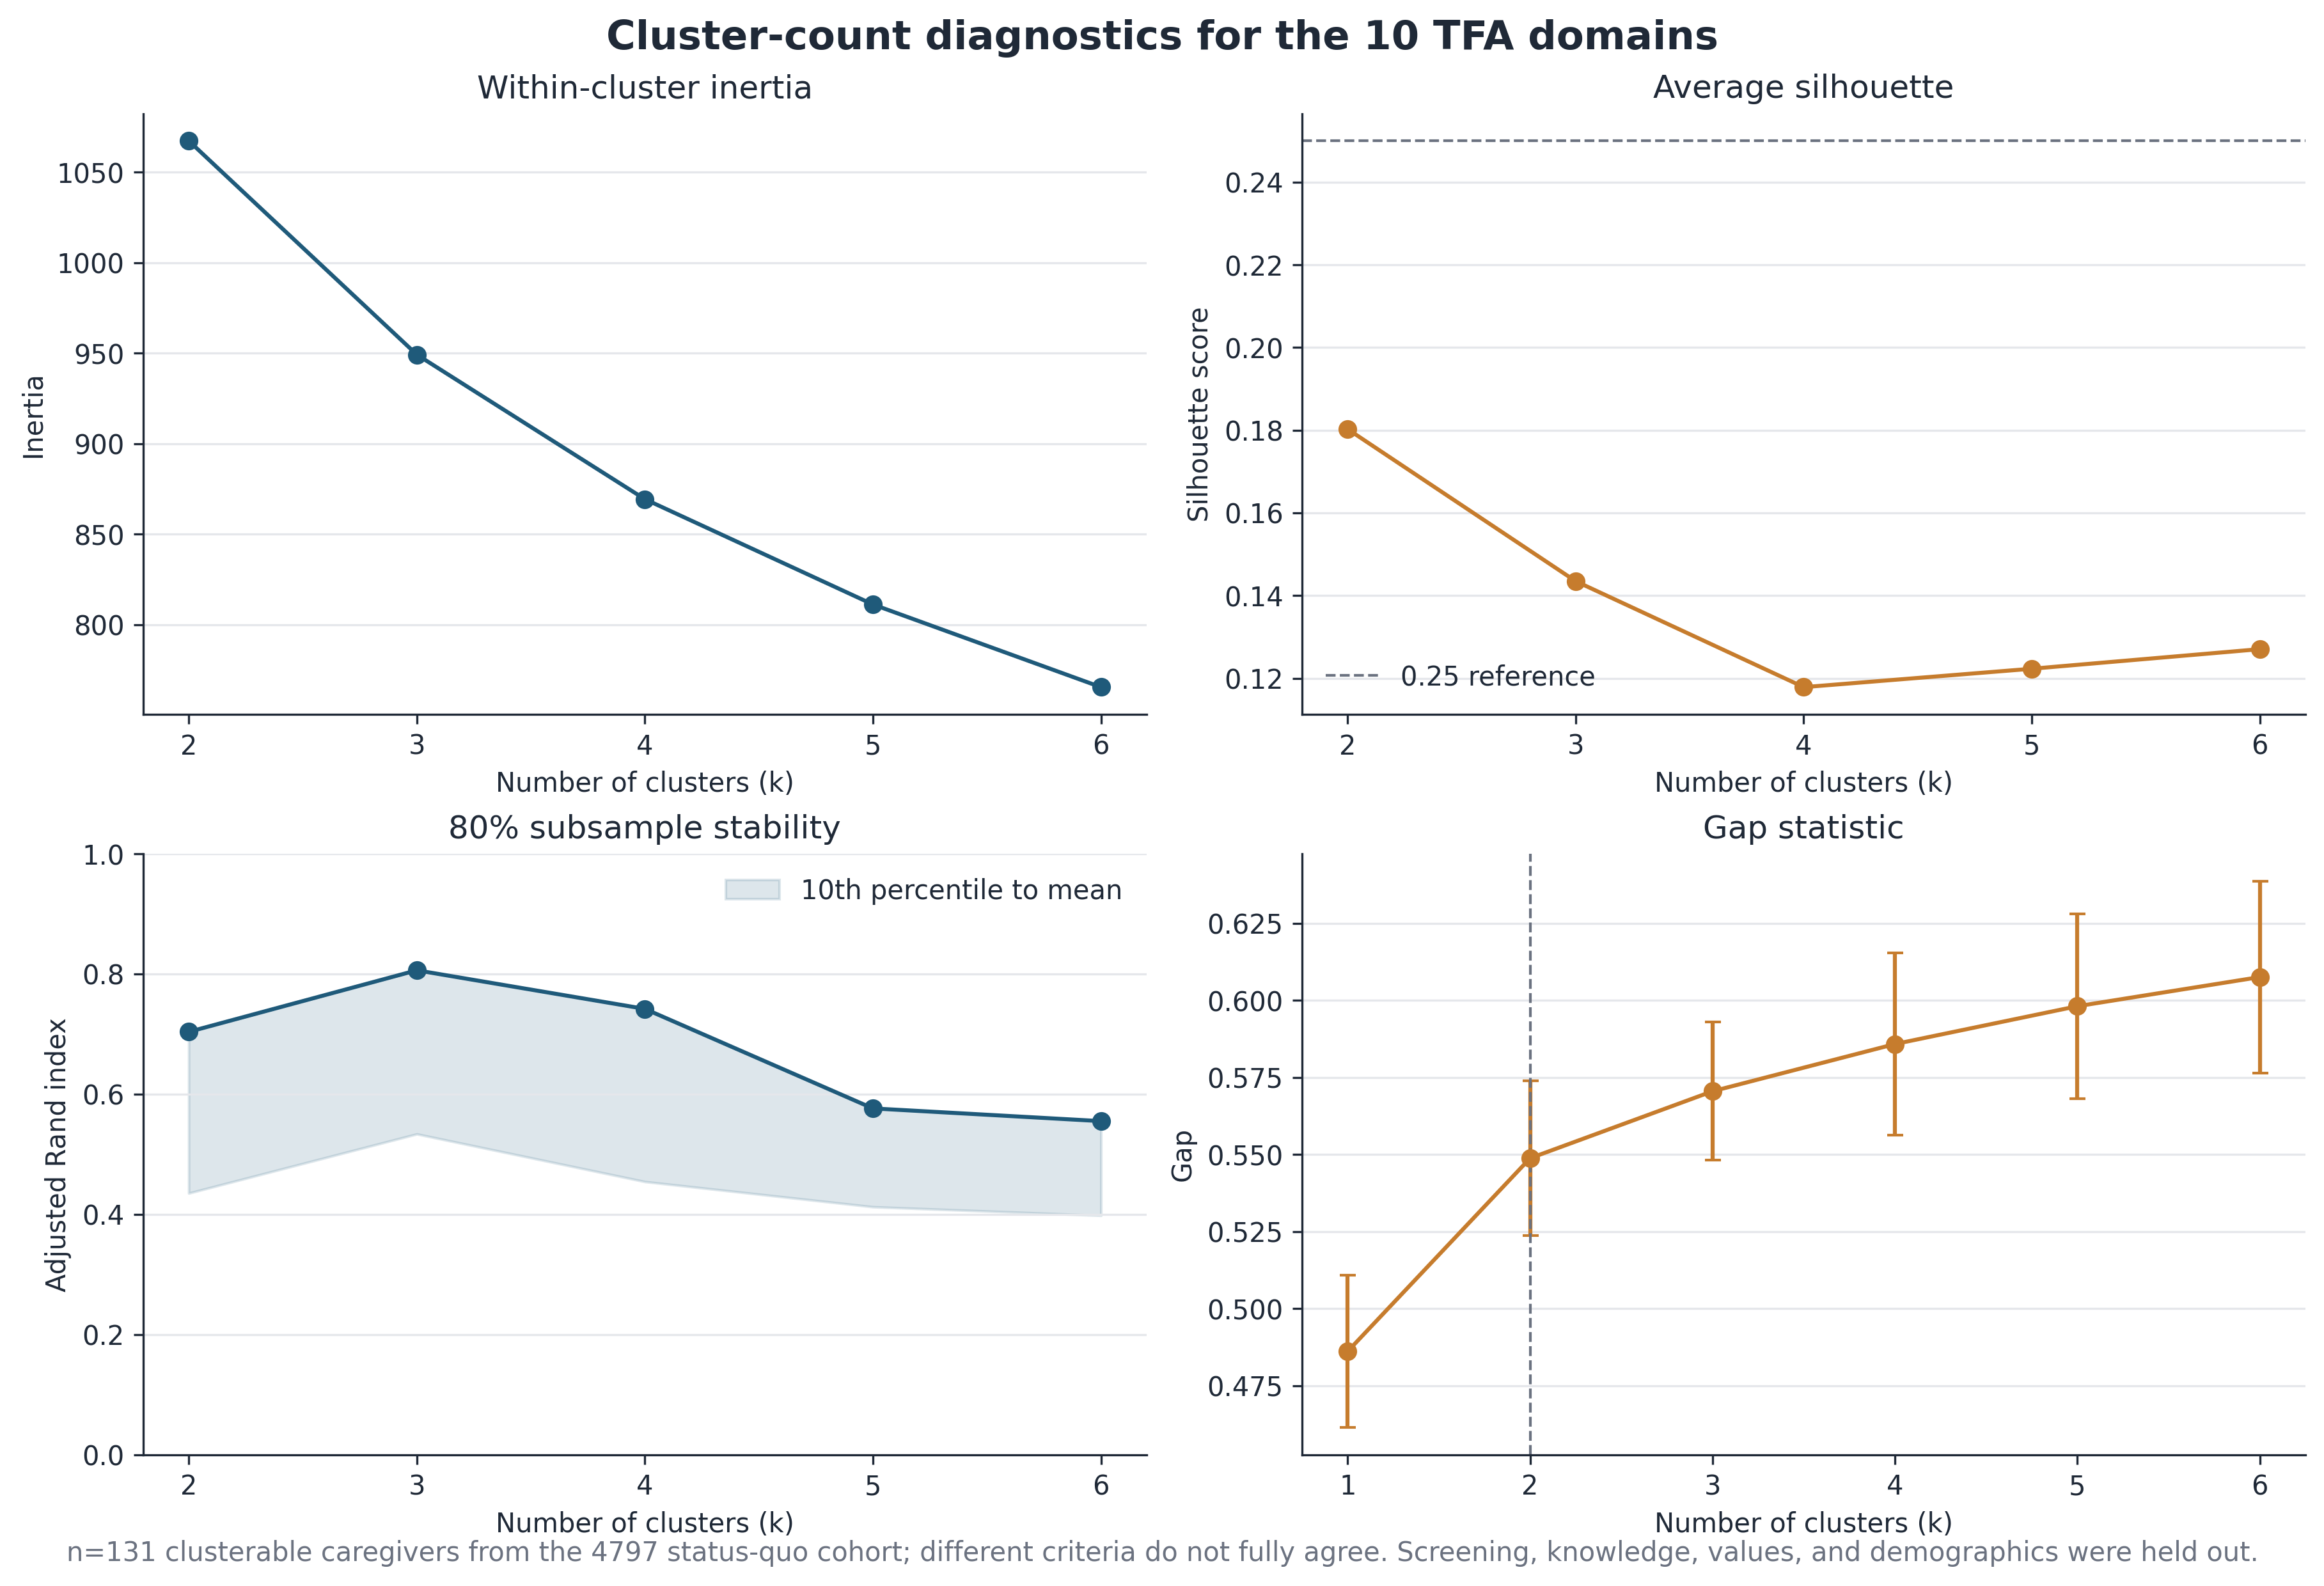 Cluster-count diagnostics for the 10 TFA domains
Within-cluster inertia
Inertia
1050
1000
950
900
850
800
2 3 4 5 6
Number of clusters (k)
Average silhouette
Silhouette score
0.24
0.22
0.20
0.18
0.16
0.14
0.12
0.25 reference
2 3 4 5 6
Number of clusters (k)
80% subsample stability
Adjusted Rand index
1.0
0.8
0.6
0.4
0.2
0.0
10th percentile to mean
2 3 4 5 6
Number of clusters (k)
Gap statistic
Gap
0.625
0.600
0.575
0.550
0.525
0.500
0.475
1 2 3 4 5 6
Number of clusters (k)
n=131 clusterable caregivers from the 4797 status-quo cohort; different criteria do not fully agree. Screening, knowledge, values, and demographics were held out.